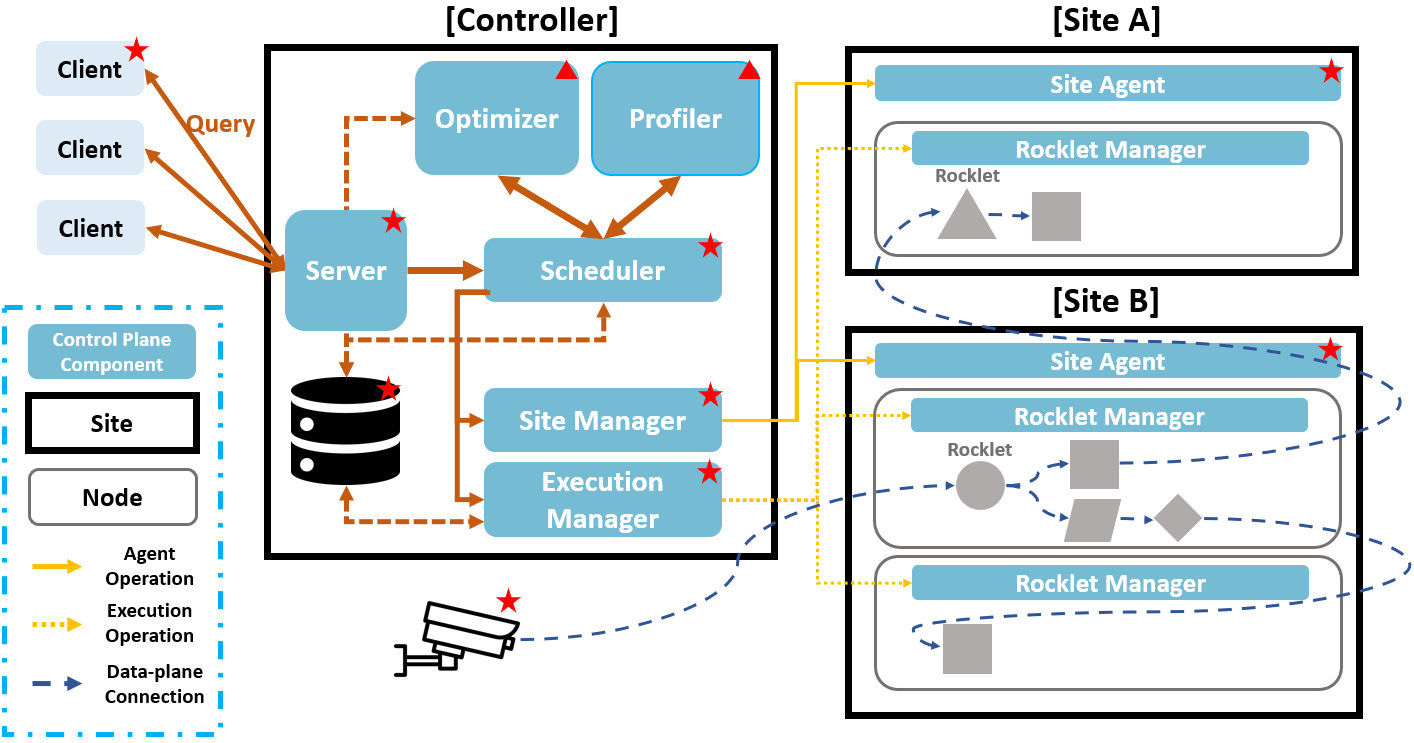 [Controller]
[Site A]
Client
Query
Client
Client
Optimizer
Profiler
Server
Scheduler
Site Manager
Execution
Manager
Site Agent
Rocklet Manager
Rocklet
[Site B]
Site Agent
Rocklet Manager
Rocklet
Rocklet Manager
Control Plane
Component
Site
Node
Agent
Operation
Execution
Operation
Data-plane
Connection